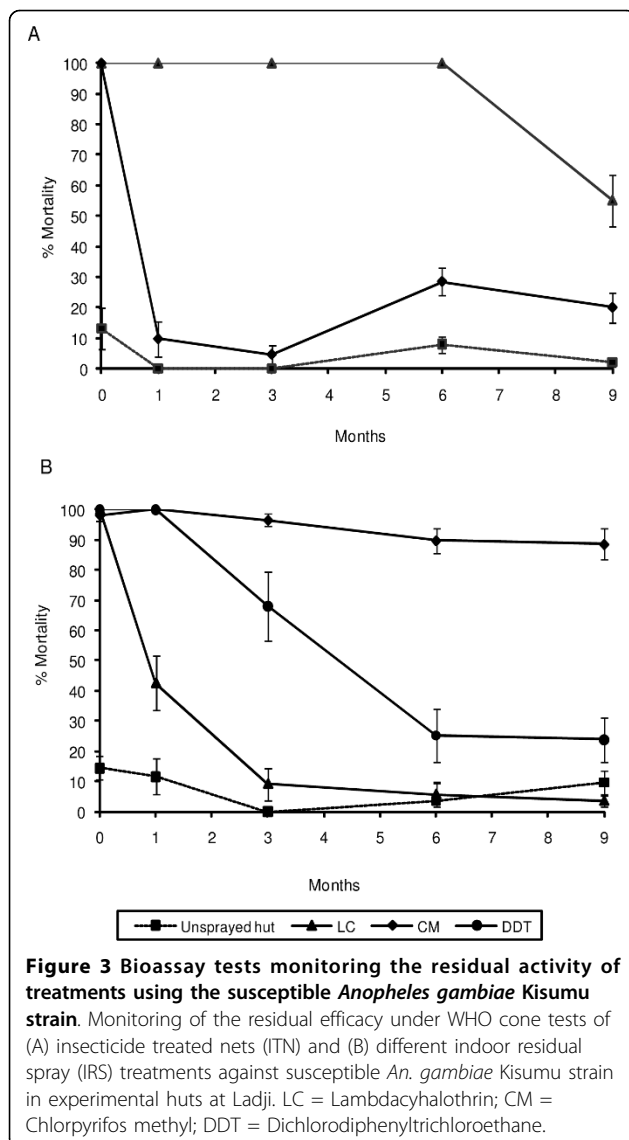 A
100
90
80
70
60
50
40
30
20
10
0
% Mortality
0 1 3 4 5 6 7 8 9
Months
B
100
90
80
70
60
50
40
30
20
10
0
% Mortality
0 1 3 4 5 6 7 8 9
Months
Unsprayed hut LC CM DDT
Figure 3 Bioassay tests monitoring the residual activity of
treatments using the susceptible Anopheles gambiae Kisumu
strain. Monitoring of the residual efficacy under WHO cone tests of
(A) insecticide treated nets (ITN) and (B) different indoor residual
spray (IRS) treatments against susceptible An. gambiae Kisumu strain
in experimental huts at Ladji. LC = Lambdacyhalothrin; CM =
Chlorpyrifos methyl; DDT = Dichlorodiphenyltrichloroethane.